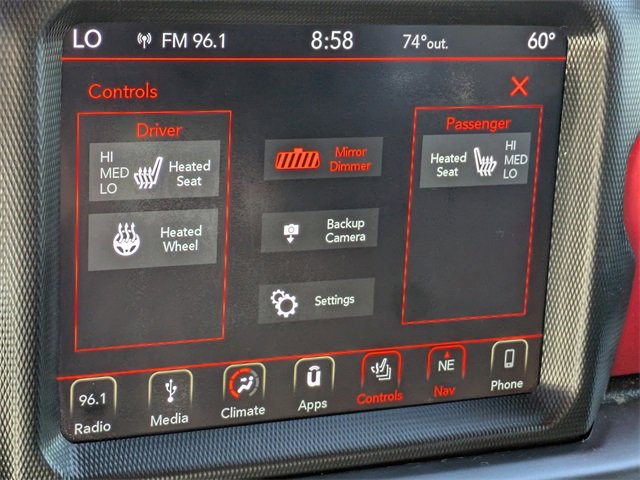 LO FM 96.1 8:58 74°out. 60°
Controls
Driver
HI
MED
LO
Heated
Seat
Heated
Wheel
Mirror
Dimmer
Backup
Camera
Settings
Passenger
Heated
Seat
HI
MED
LO
96.1
Radio
Media
Climate
Apps
Controls
NE
Nav
Phone